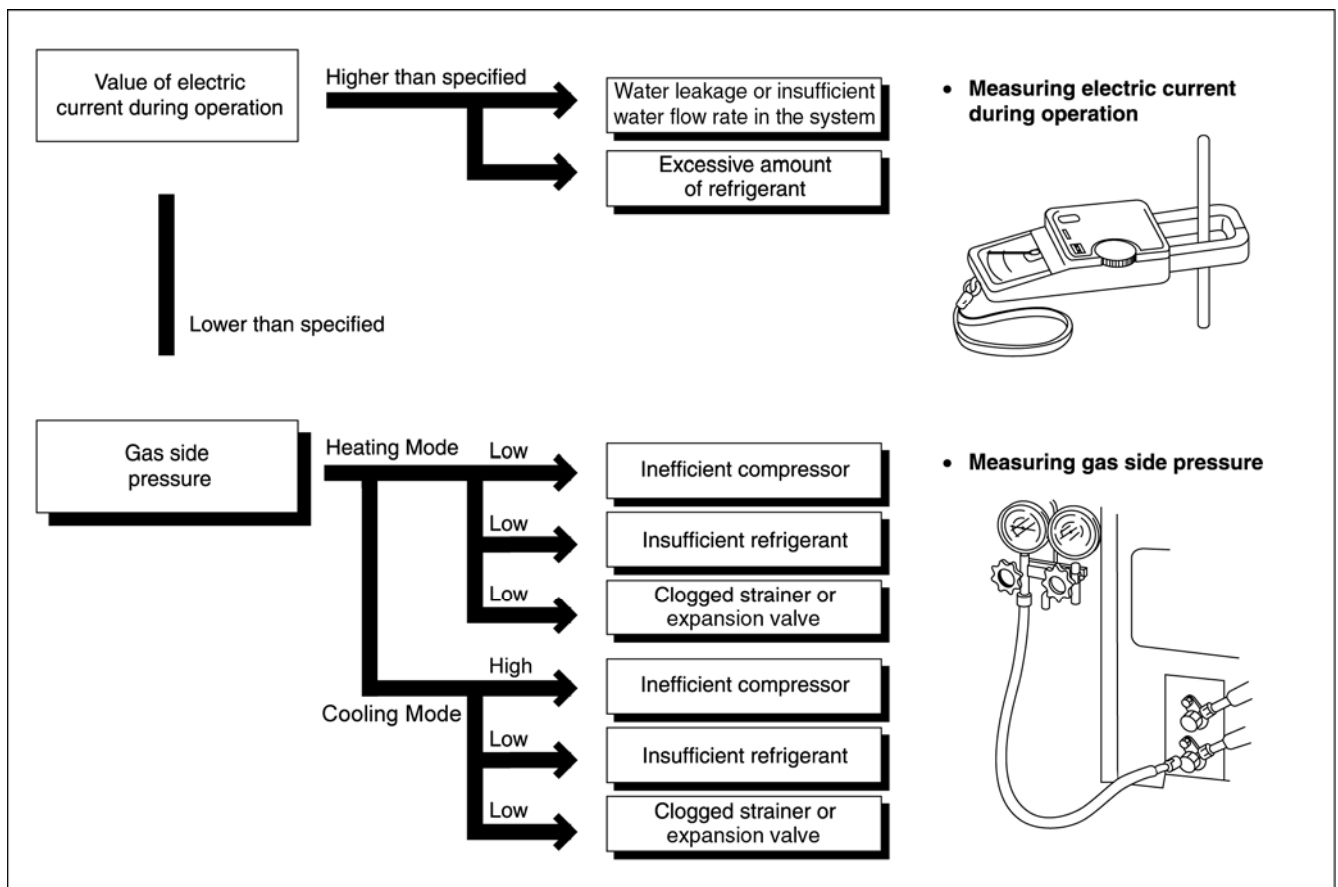 Value of electric
current during operation
Higher than specified
Water leakage or insufficient
water flow rate in the system
Excessive amount
of refrigerant
• Measuring electric current
during operation
Lower than specified
Gas side
pressure
Heating Mode
Low
Inefficient compressor
Low
Insufficient refrigerant
Low
Clogged strainer or
expansion valve
High
Inefficient compressor
Cooling Mode
Low
Insufficient refrigerant
Low
Clogged strainer or
expansion valve
• Measuring gas side pressure